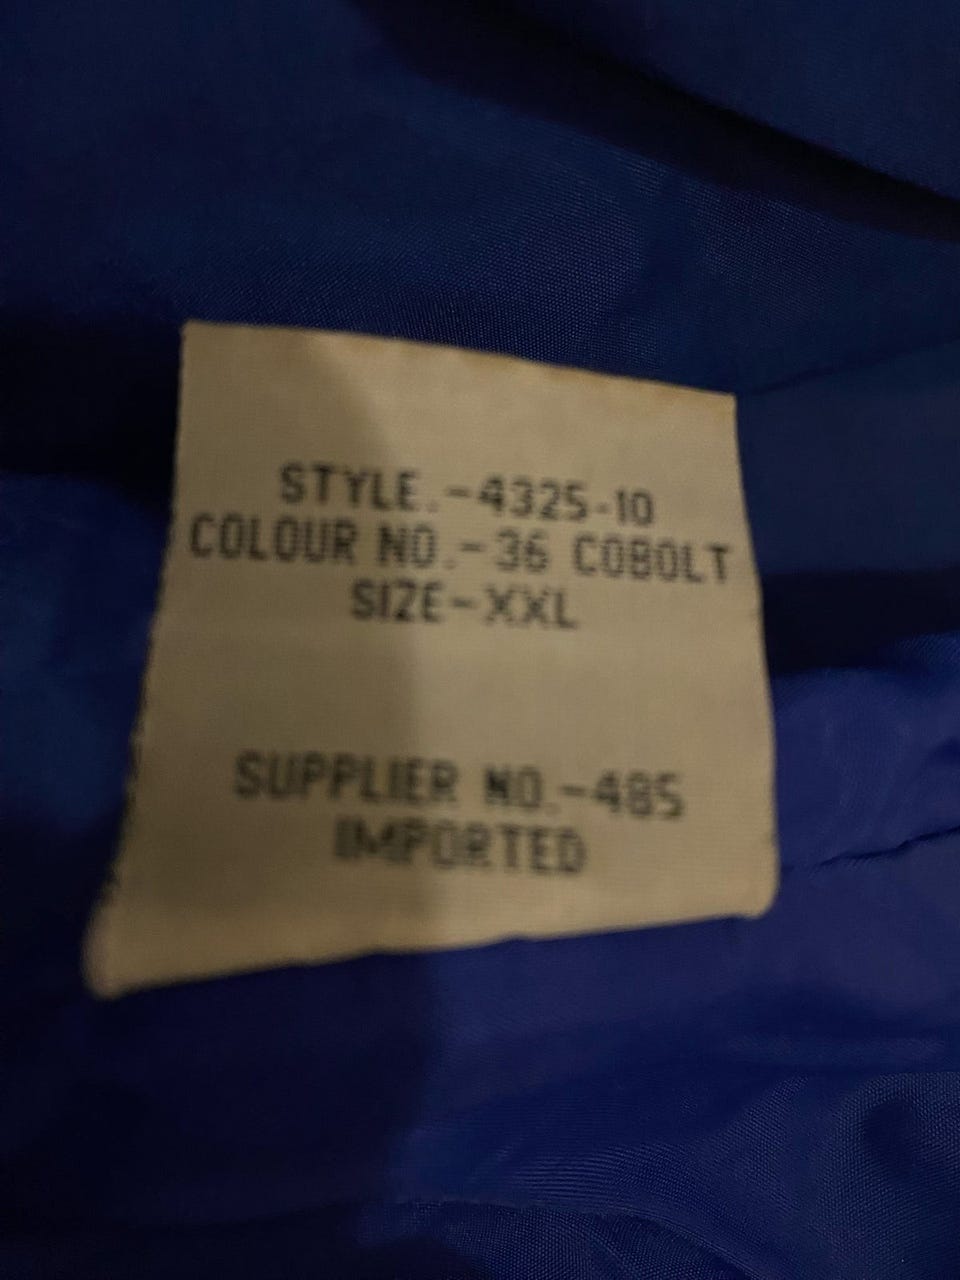 STYLE.-4325-10
COLOUR NO.-36 COBOLT
SIZE-XXL
SUPPLIER NO.-485
IMPORTED